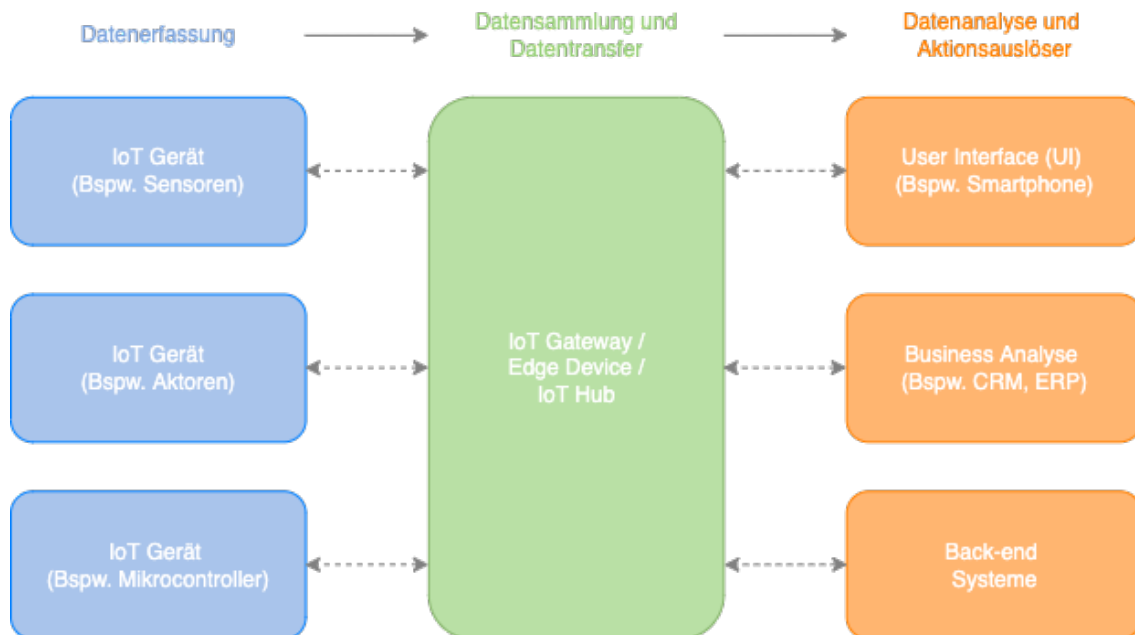 Datenerfassung
Datensammlung und
Datentransfer
Datenanalyse und
Aktionsauslöser
IoT Gerät
(Bspw. Sensoren)
User Interface (UI)
(Bspw. Smartphone)
IoT Gerät
(Bspw. Aktoren)
IoT Gateway /
Edge Device /
IoT Hub
Business Analyse
(Bspw. CRM, ERP)
IoT Gerät
(Bspw. Mikrocontroller)
Back-end
Systeme